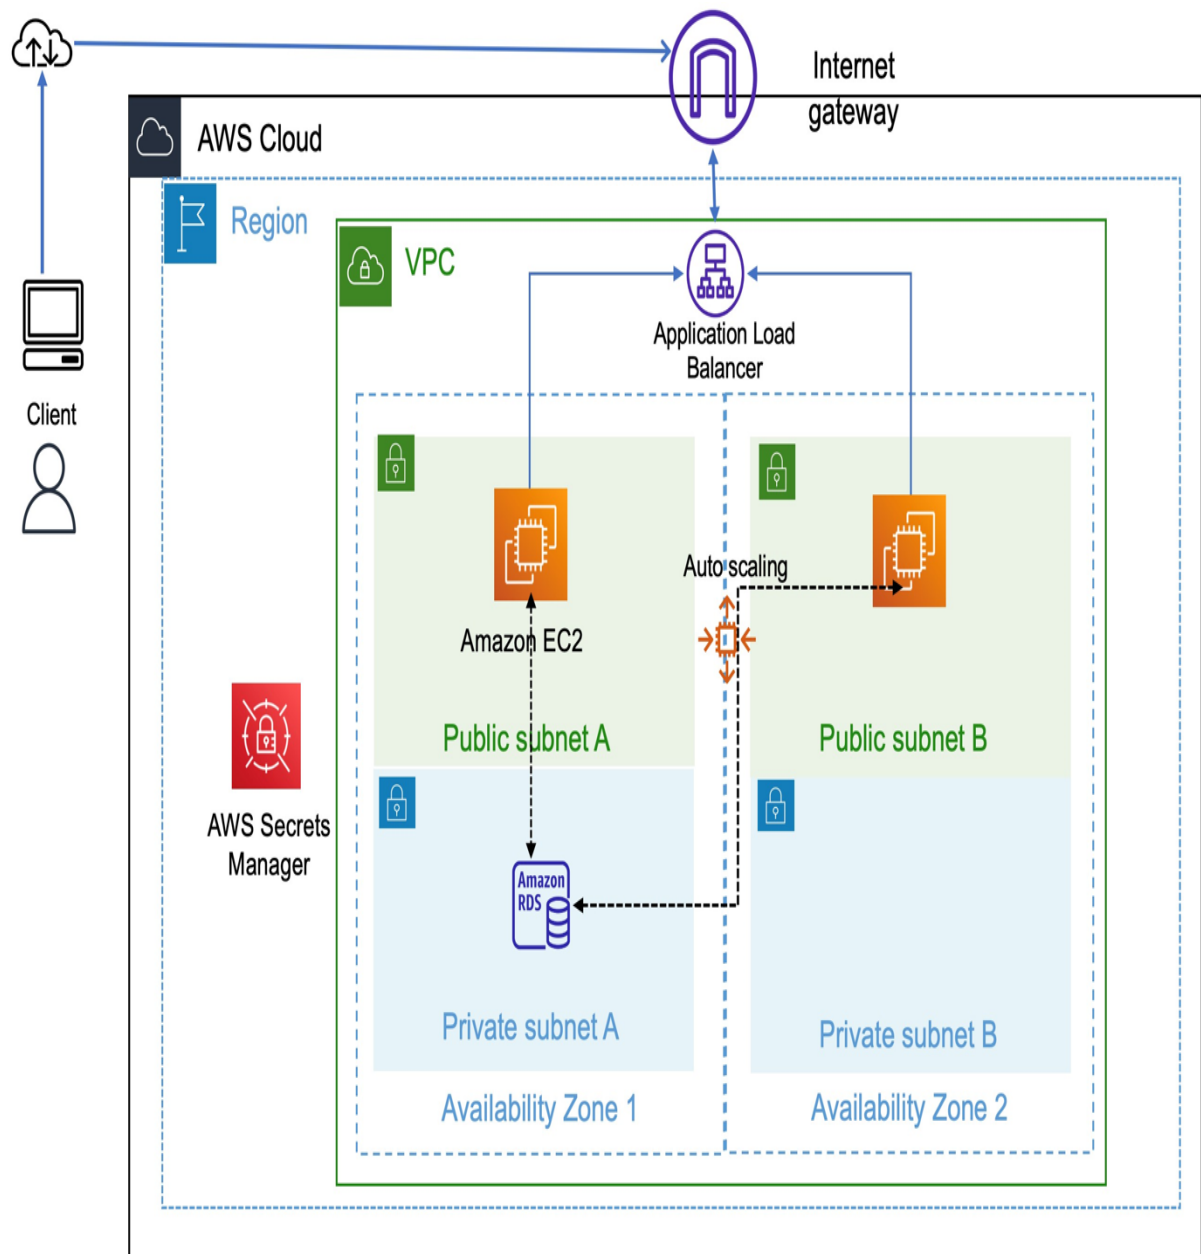 Internet
gateway
AWS Cloud
Region
VPC
Application Load
Balancer
Client
Auto scaling
Amazon EC2
Public subnet A
Public subnet B
AWS Secrets
Manager
Amazon
RDS
Private subnet A
Private subnet B
Availability Zone 1
Availability Zone 2